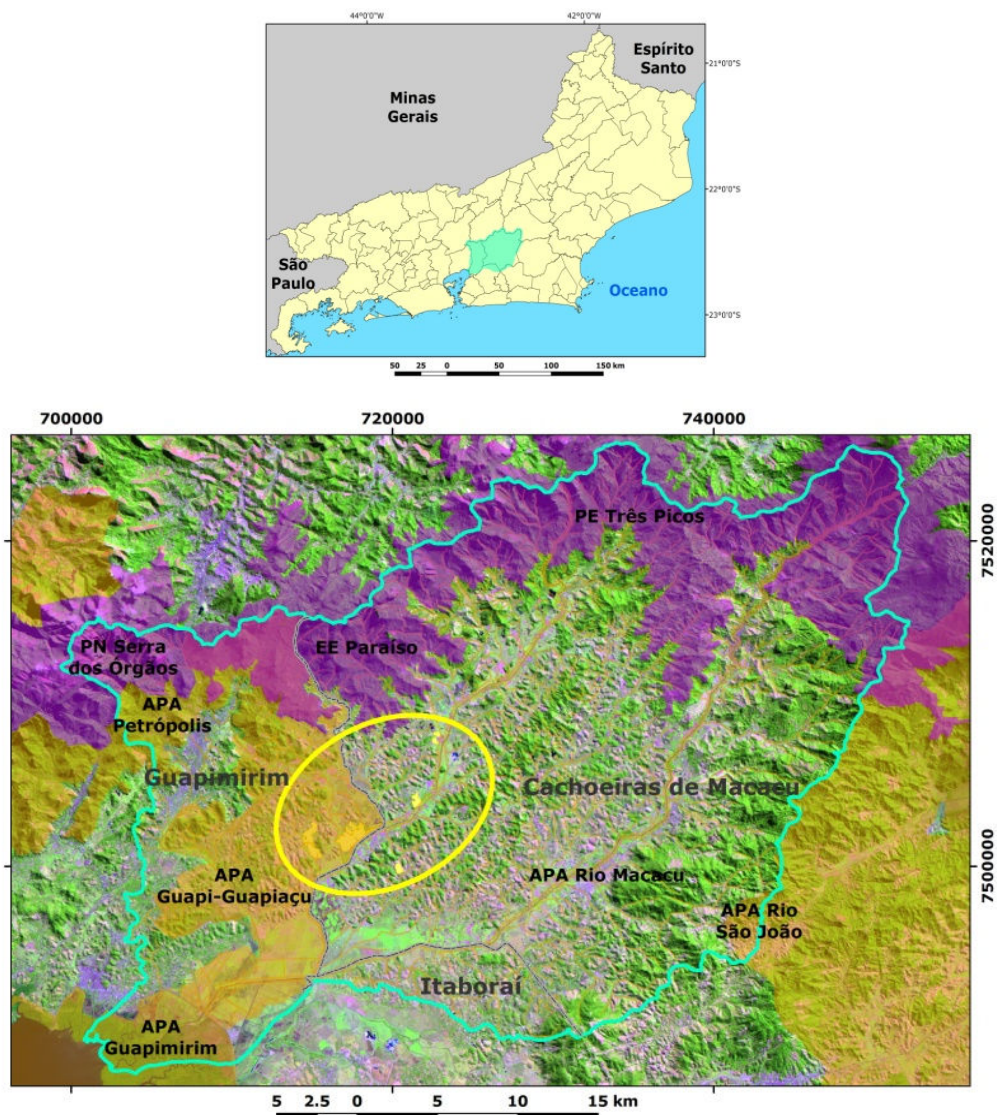 44°0'0"W
42°0'0"W
Espírito
Santo
21°0'0"S
Minas
Gerais
22°0'0"S
São
Paulo
Oceano
23°0'0"S
50 25 0 50 100 150 km
700000
720000
740000
PE Três Picos
7520000
PN Serra
dos Órgãos
EE Paraíso
APA
Petrópolis
Guapimirim
Cachoeiras de Macacu
APA
Guapi-Guapiaçu
APA Rio Macacu
7500000
APA Rio
São João
Itaboraí
APA
Guapimirim
5 2.5 0 5 10 15 km